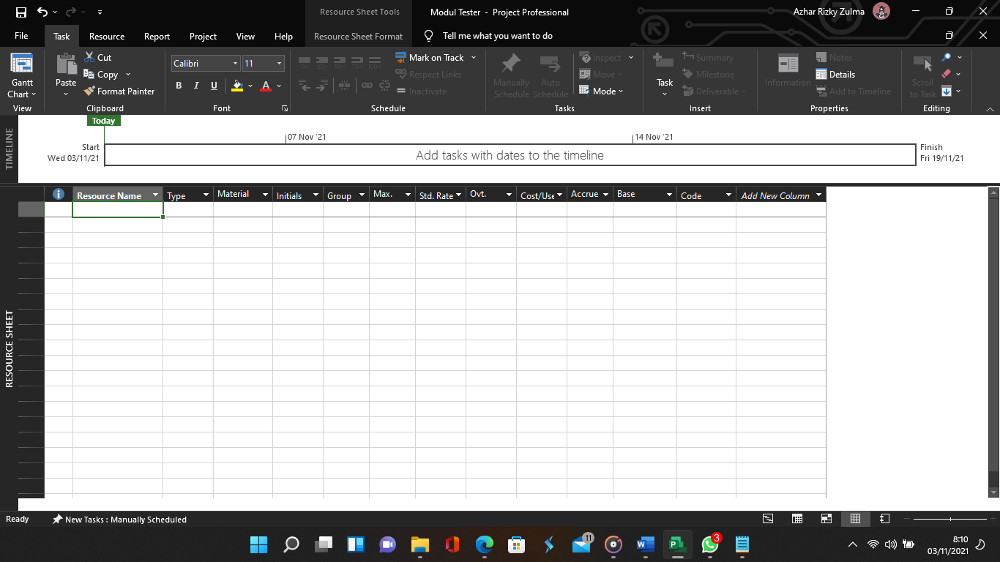 Resource Sheet Tools
Modul Tester - Project Professional
Azhar Rizky Zulma
File
Task
Resource
Report
Project
View
Help
Resource Sheet Format
Tell me what you want to do
Gantt
Chart
View
Paste
Cut
Copy
Format Painter
Clipboard
Calibri
11
B I U
A
Font
0% 25% 50% 75% 100%
Mark on Track
Respect Links
Inactivate
Schedule
Manually
Schedule
Auto
Schedule
Inspect
Move
Mode
Tasks
Task
Summary
Milestone
Deliverable
Insert
Information
Notes
Details
Add to Timeline
Properties
Scroll
to Task
Editing
TIMELINE
Today
07 Nov '21
14 Nov '21
Start
Wed 03/11/21
Add tasks with dates to the timeline
Finish
Fri 19/11/21
RESOURCE SHEET
Resource Name
Type
Material
Initials
Group
Max.
Std. Rate
Ovt.
Cost/Use
Accrue
Base
Code
Add New Column
Ready
New Tasks : Manually Scheduled
11
3
8:10
03/11/2021